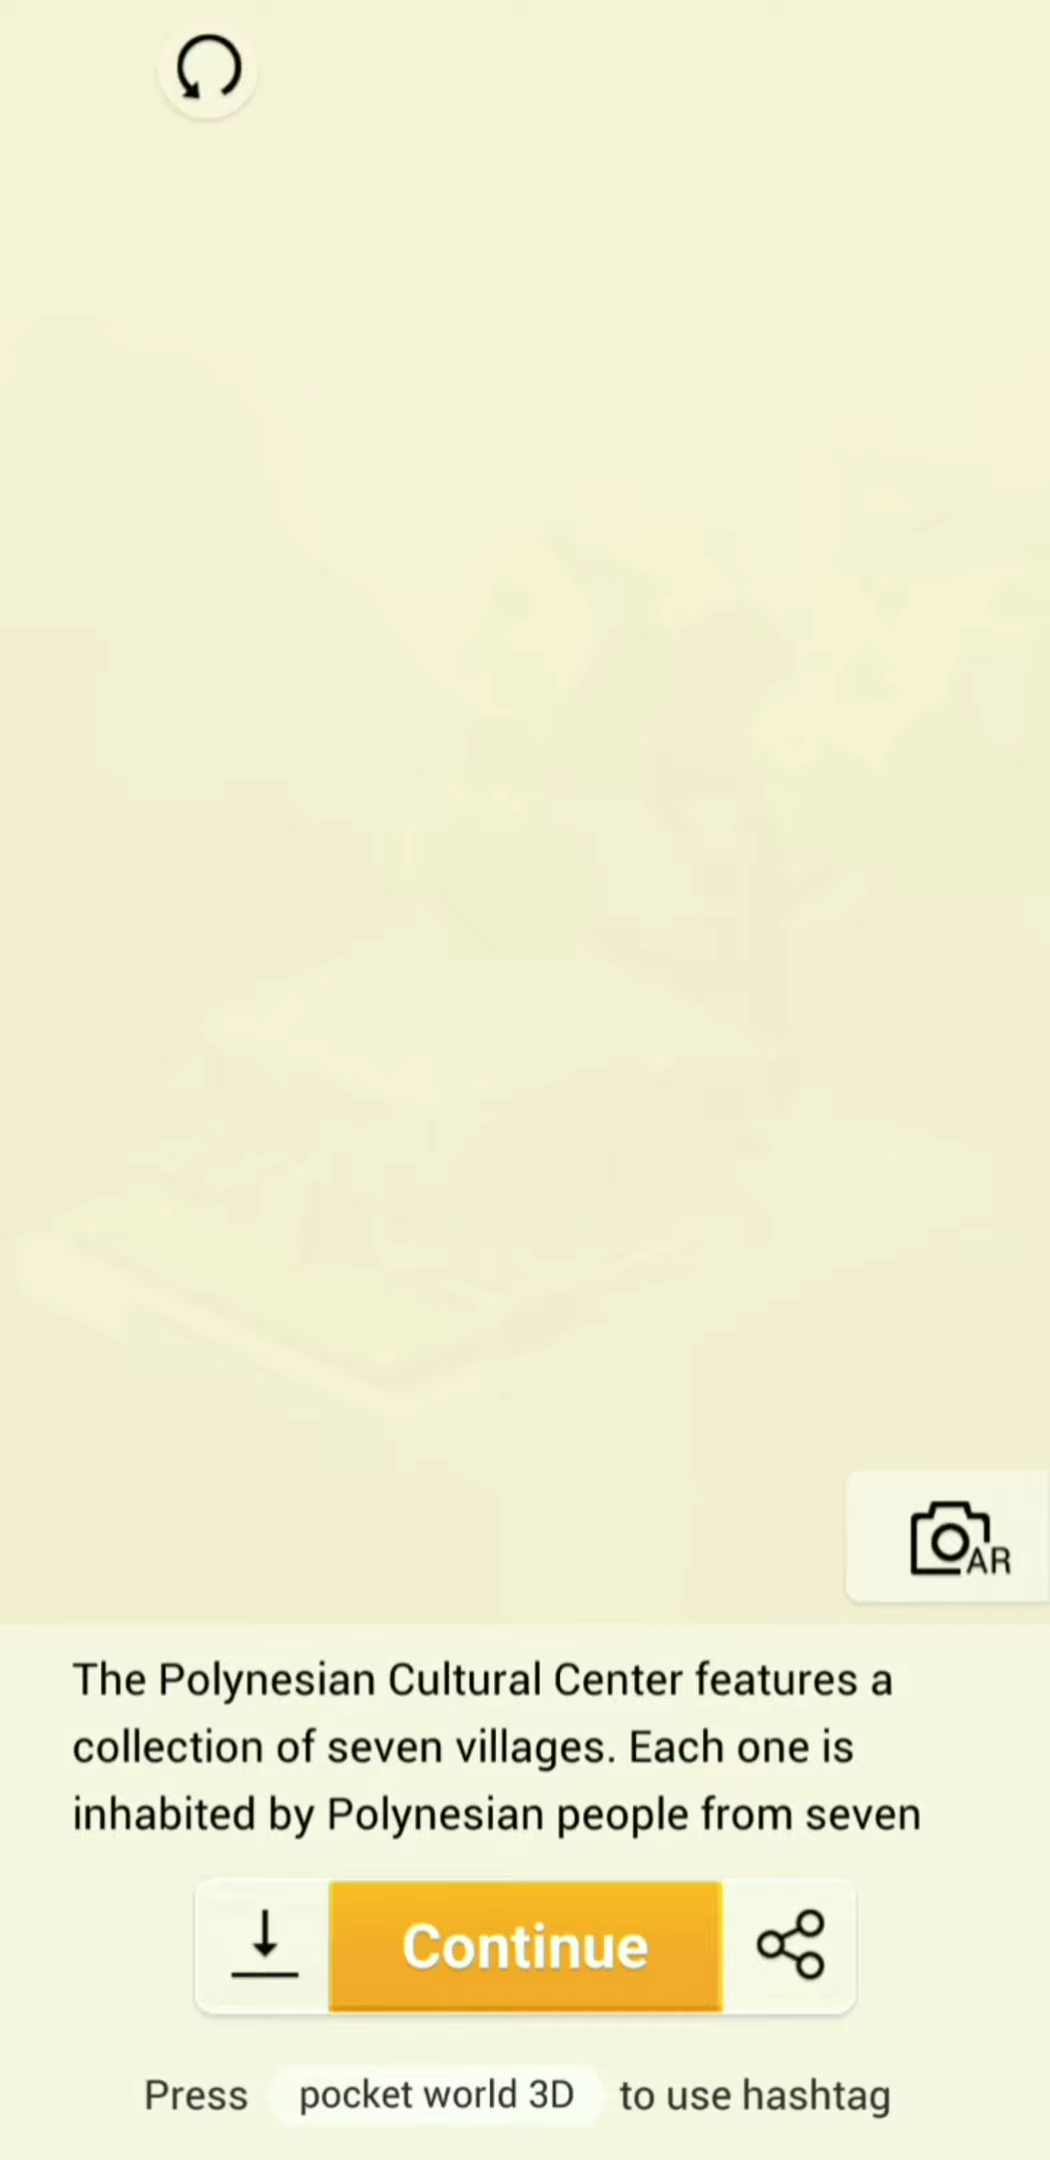 AR
The Polynesian Cultural Center features a
collection of seven villages. Each one is
inhabited by Polynesian people from seven
Continue
Press pocket world 3D to use hashtag